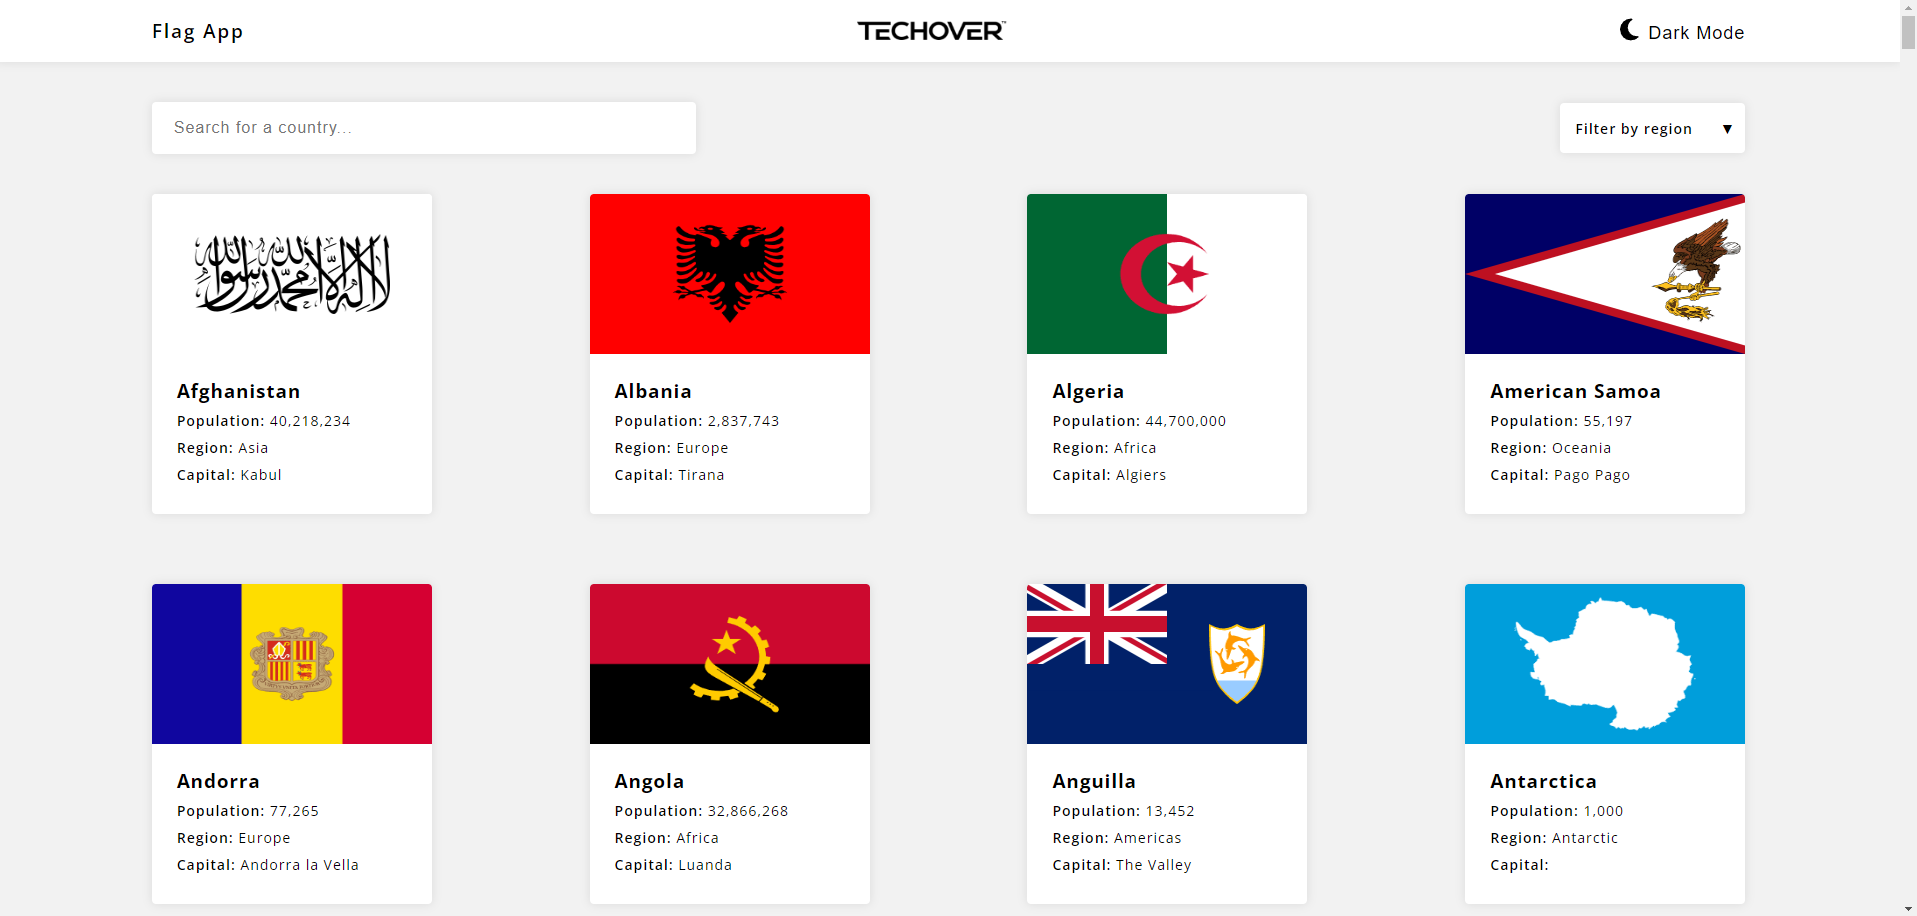 Flag App
TECHOVER™
Dark Mode
Search for a country...
Filter by region ▼
لا إله إلا الله محمد رسول الله
Afghanistan
Population: 40,218,234
Region: Asia
Capital: Kabul
Albania
Population: 2,837,743
Region: Europe
Capital: Tirana
Algeria
Population: 44,700,000
Region: Africa
Capital: Algiers
American Samoa
Population: 55,197
Region: Oceania
Capital: Pago Pago
Andorra
Population: 77,265
Region: Europe
Capital: Andorra la Vella
Angola
Population: 32,866,268
Region: Africa
Capital: Luanda
Anguilla
Population: 13,452
Region: Americas
Capital: The Valley
Antarctica
Population: 1,000
Region: Antarctic
Capital: